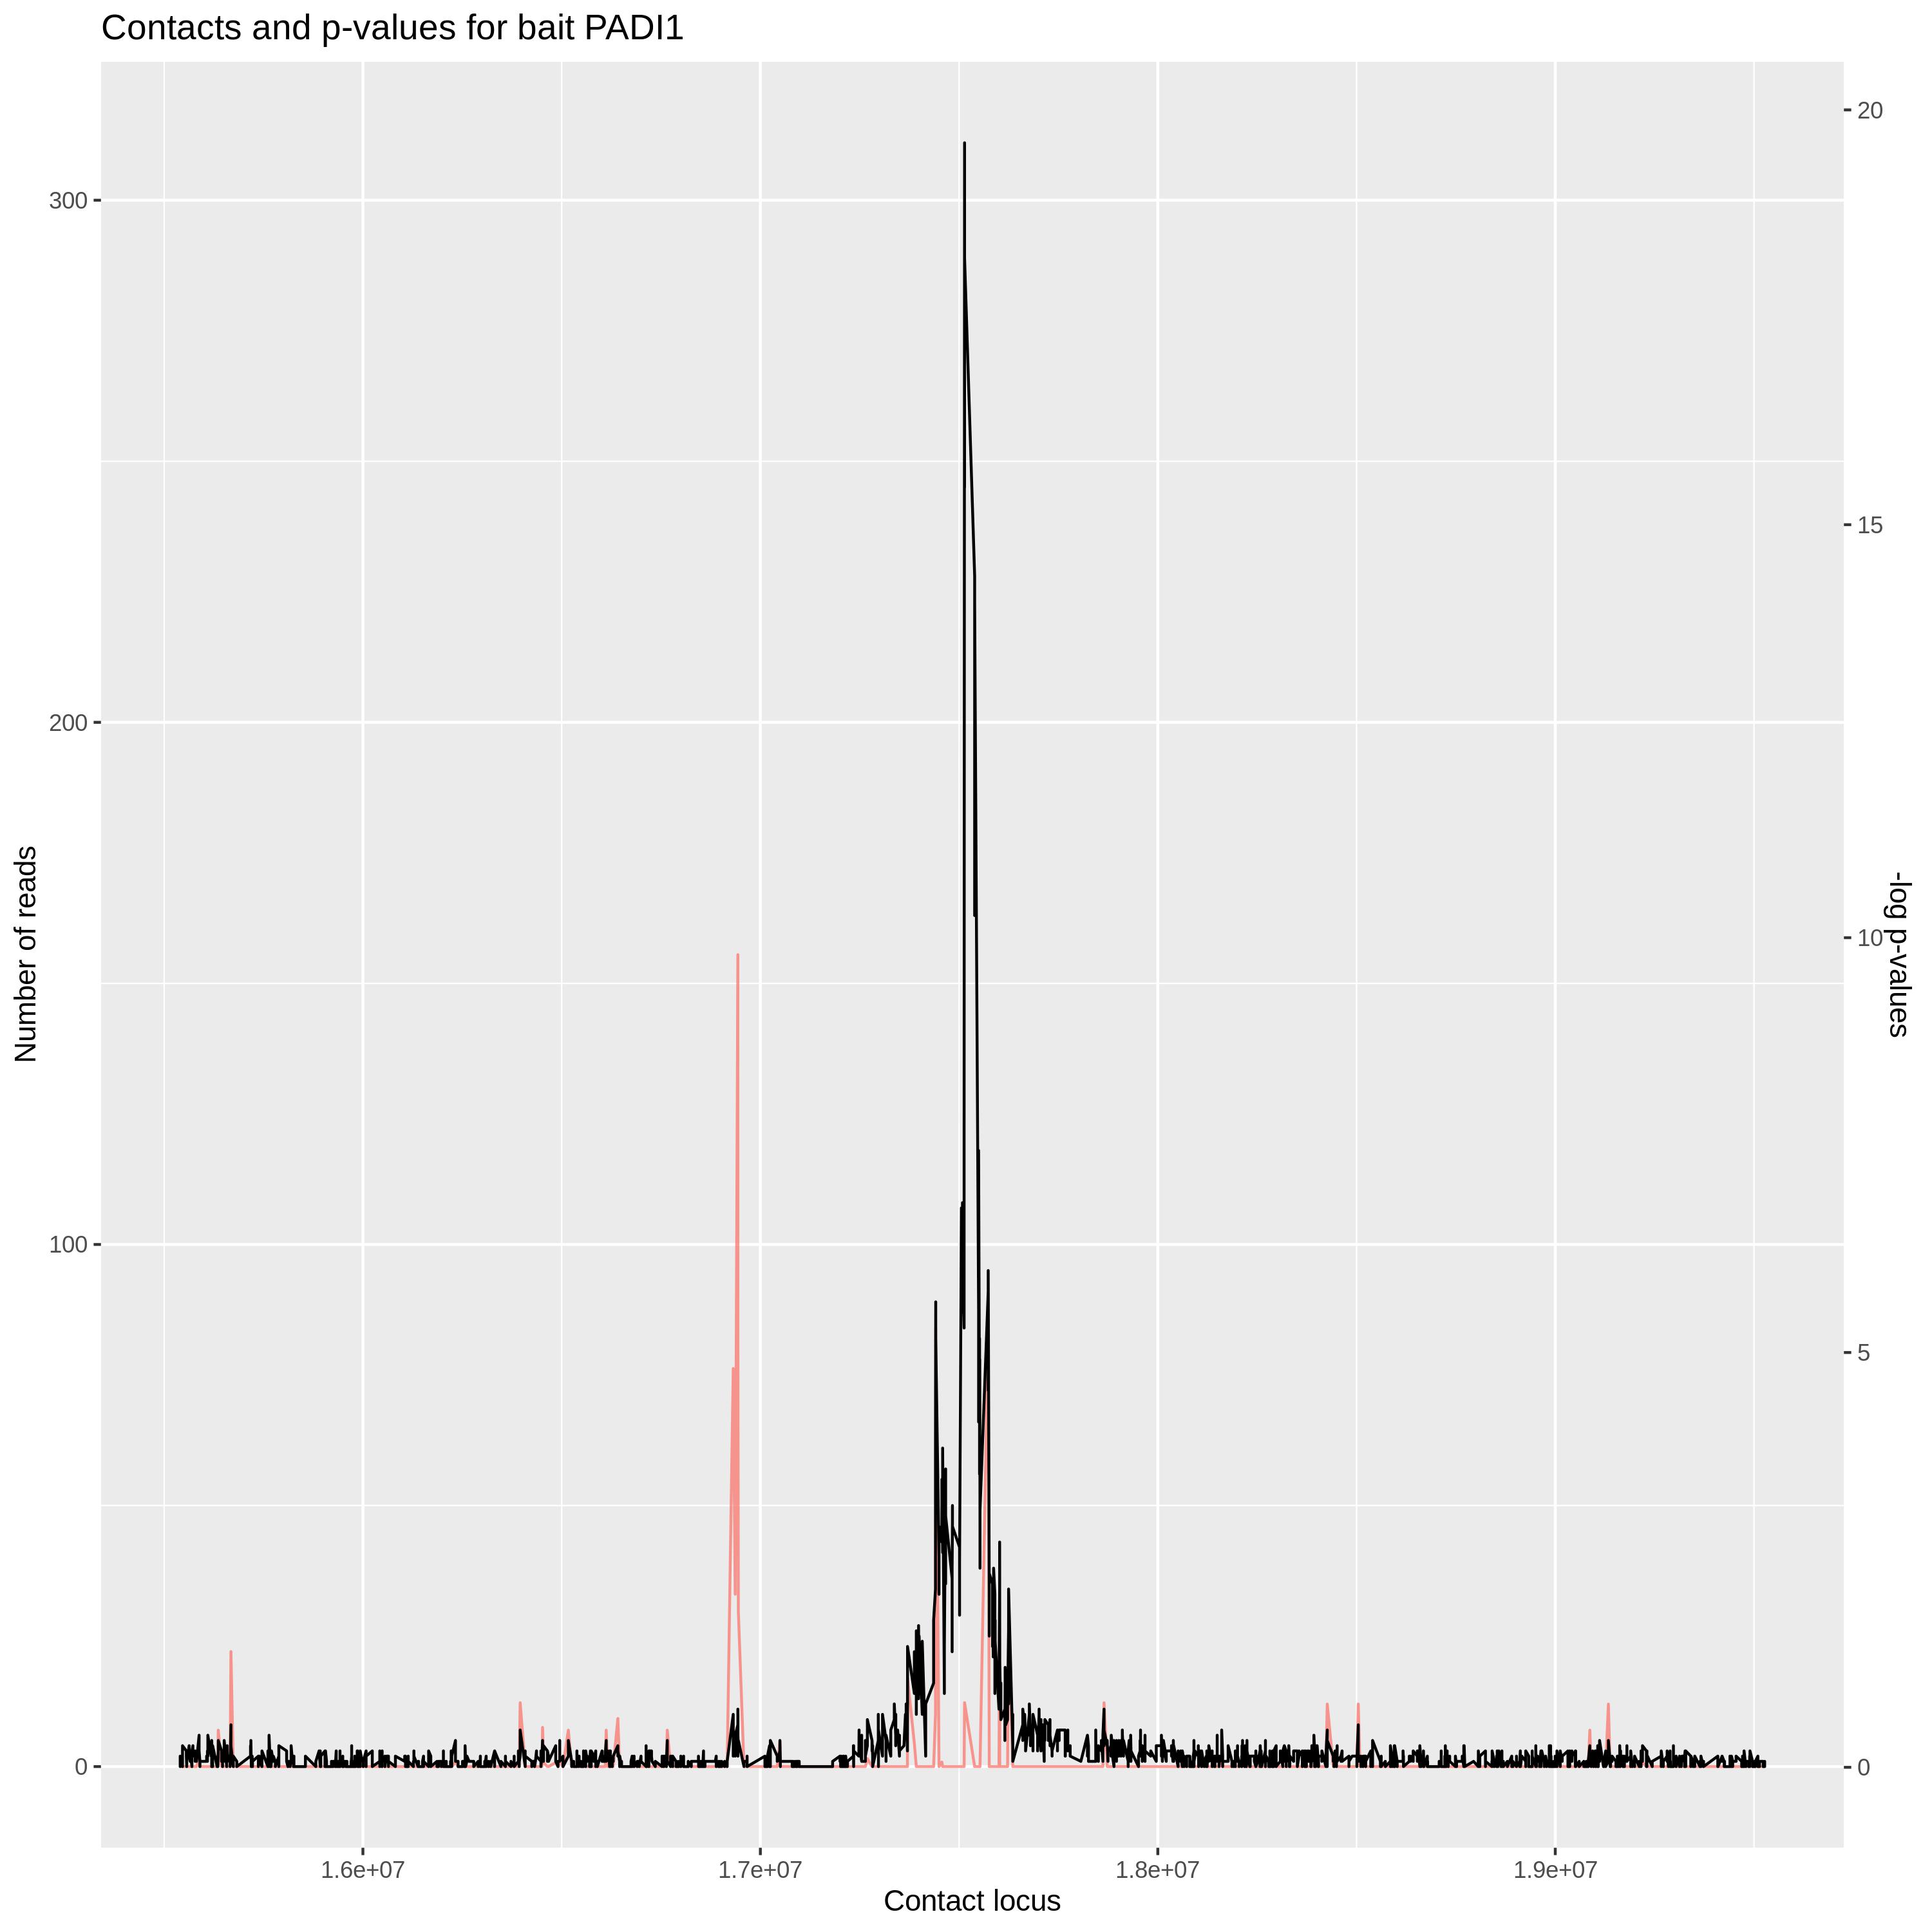 Contacts and p-values for bait PADI1
300
200
100
0
Number of reads
20
15
10
5
0
-log p-values
1.6e+07
1.7e+07
1.8e+07
1.9e+07
Contact locus